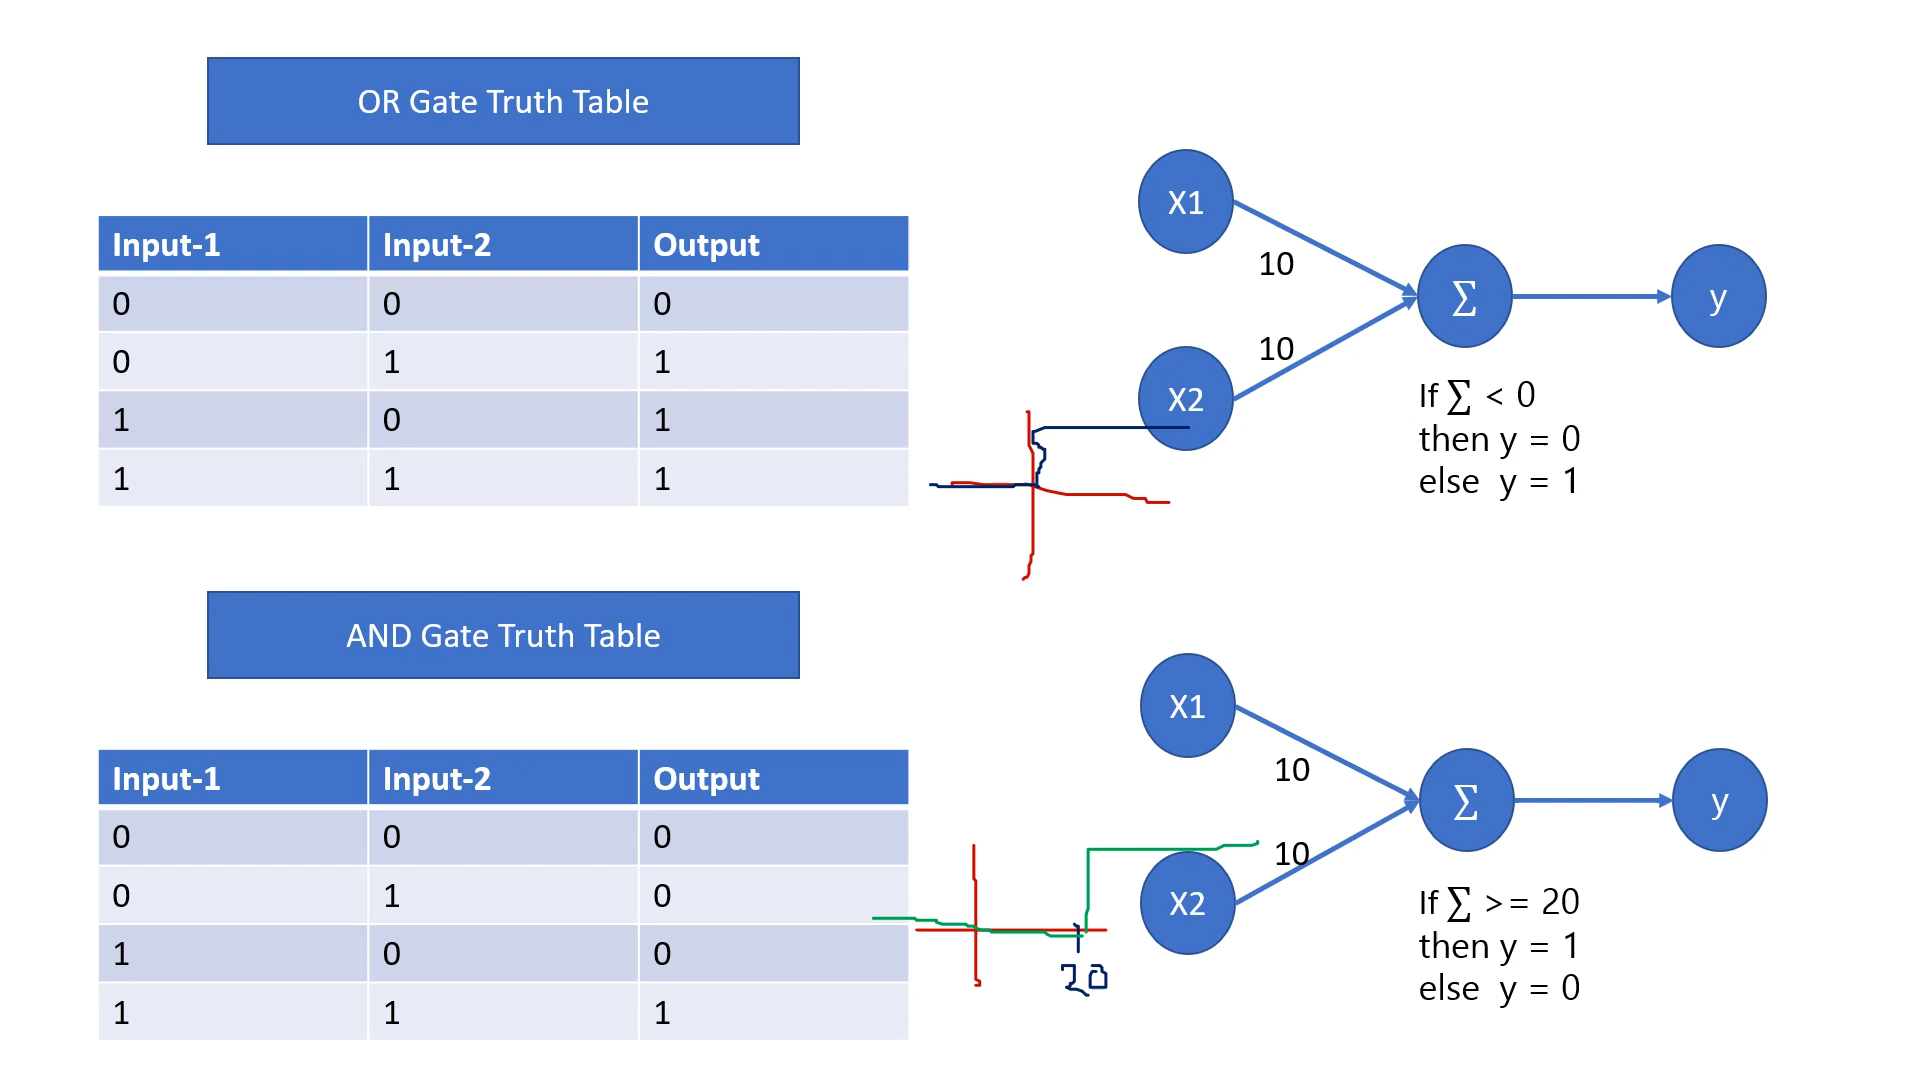 OR Gate Truth Table
Input-1 Input-2 Output
0 0 0
0 1 1
1 0 1
1 1 1
X1
10
10
X2
∑
y
If ∑ < 0
then y = 0
else y = 1
AND Gate Truth Table
Input-1 Input-2 Output
0 0 0
0 1 0
1 0 0
1 1 1
X1
10
10
X2
∑
y
20
If ∑ >= 20
then y = 1
else y = 0